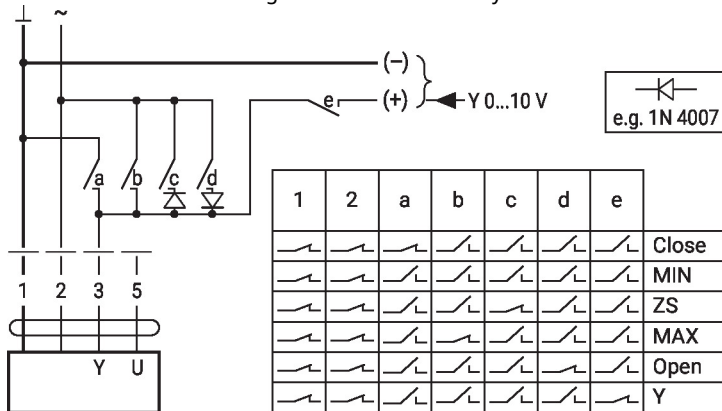 ⊥ ~
(–)
e (+) Y 0...10 V
e.g. 1N 4007
a b c d
1 2 a b c d e
Close
MIN
1 2 3 5 ZS
MAX
Y U Open
Y